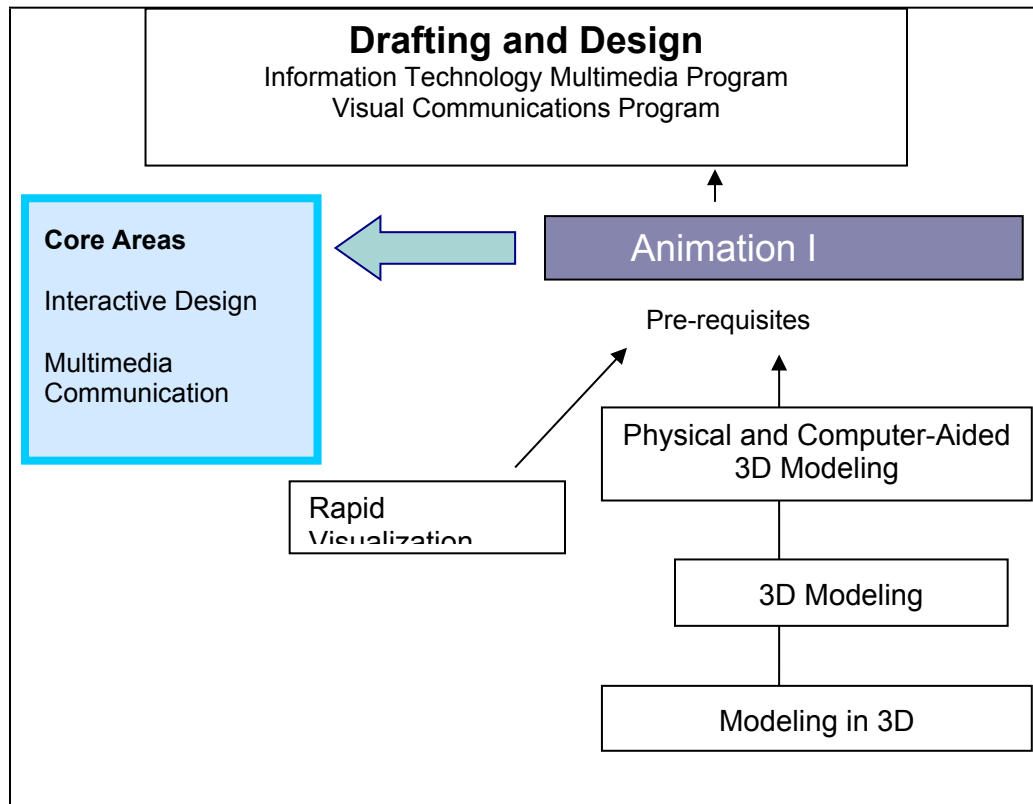 Drafting and Design
Information Technology Multimedia Program
Visual Communications Program
Core Areas
Interactive Design
Multimedia
Communication
Animation I
Pre-requisites
Physical and Computer-Aided
3D Modeling
Rapid
Visualization
3D Modeling
Modeling in 3D